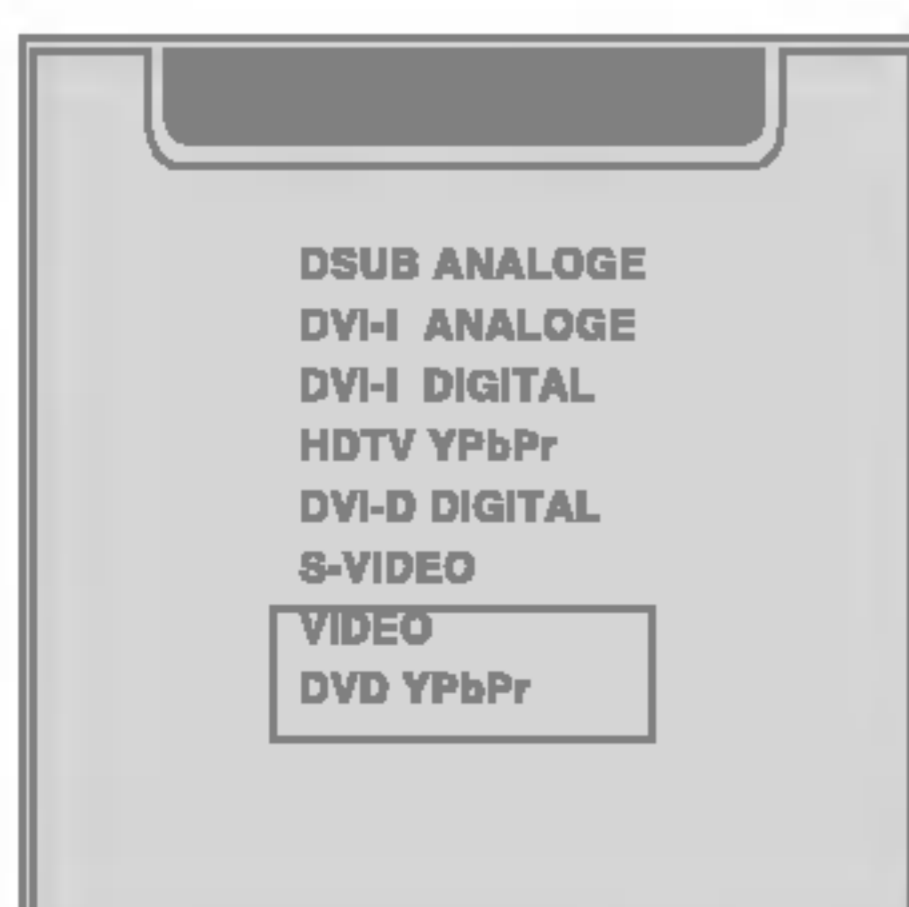 DSUB ANALOGE
DVI-I ANALOGE
DVI-I DIGITAL
HDTV YPbPr
DVI-D DIGITAL
S-VIDEO
VIDEO
DVD YPbPr